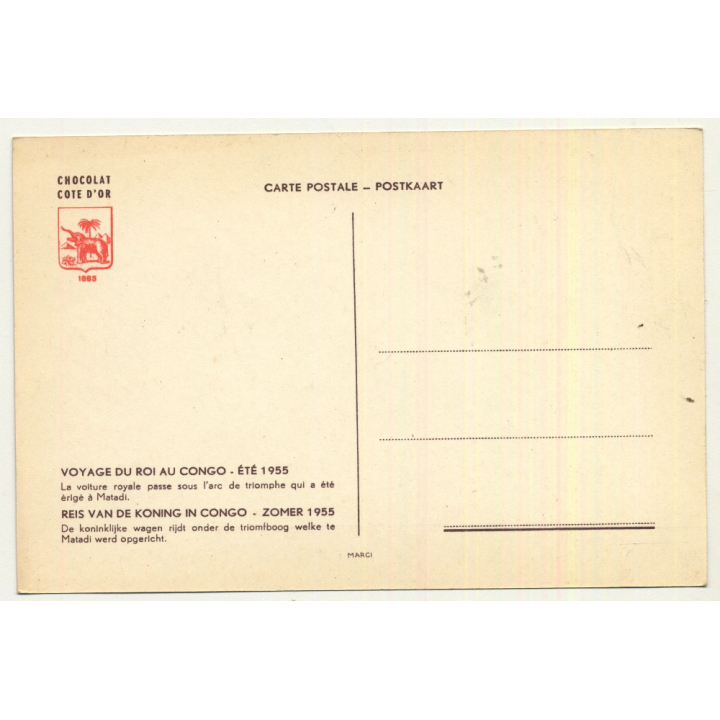 CHOCOLAT
COTE D'OR
1885
CARTE POSTALE – POSTKAART
VOYAGE DU ROI AU CONGO - ÉTÉ 1955
La voiture royale passe sous l'arc de triomphe qui a été
érigé à Matadi.
REIS VAN DE KONING IN CONGO - ZOMER 1955
De koninklijke wagen rijdt onder de triomfboog welke te
Matadi werd opgericht.
MARCI